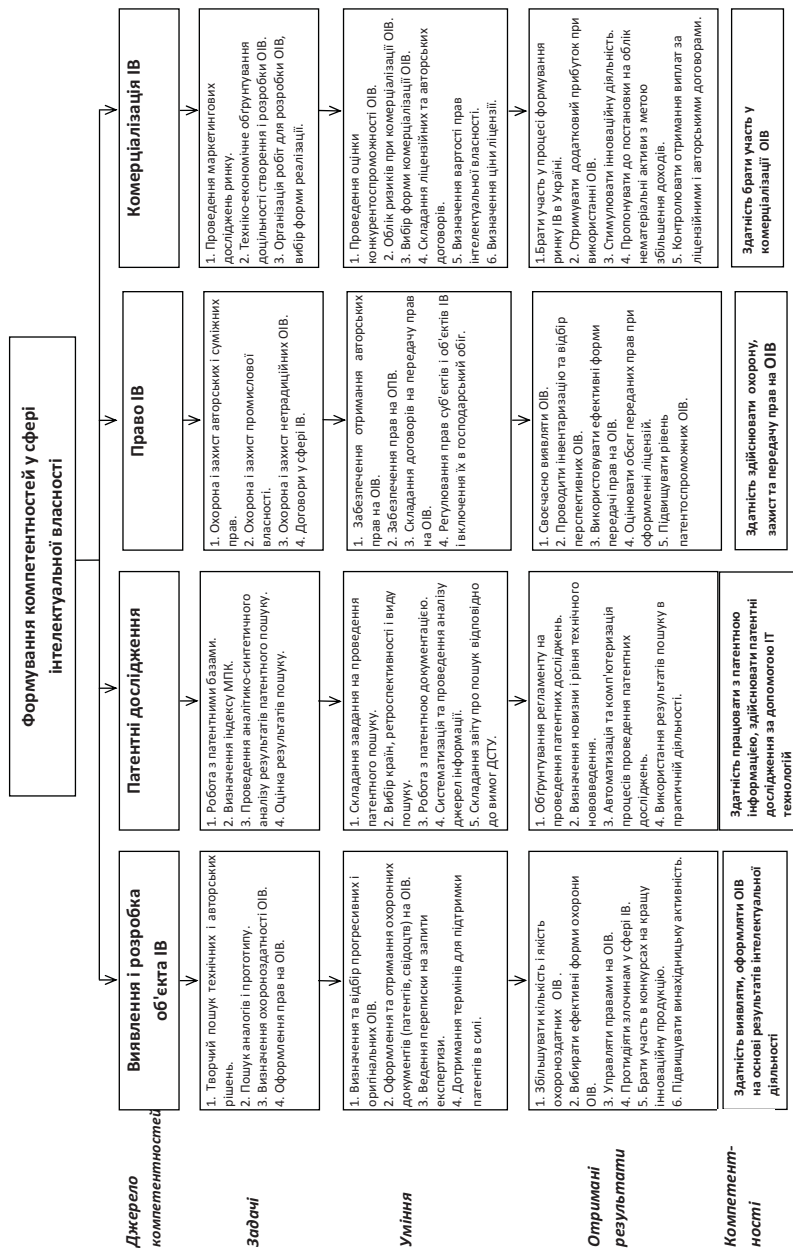 Формування компетентностей у сфері
інтелектуальної власності
Джерело
компетентностей
Виявлення і розробка
об'єкта ІВ
Патентні дослідження
Право ІВ
Комерціалізація ІВ
Задачі
1. Творчий пошук технічних і авторських
рішень.
2. Пошук аналогів і прототипу.
3. Визначення охороноздатності ОІВ.
4. Оформлення прав на ОІВ.
1. Робота з патентними базами.
2. Визначення індексу МПК.
3. Проведення аналітико-синтетичного
аналізу результатів патентного пошуку.
4. Оцінка результатів пошуку.
1. Охорона і захист авторських і суміжних
прав.
2. Охорона і захист промислової
власності.
3. Охорона і захист нетрадиційних ОІВ.
4. Договори у сфері ІВ.
1. Проведення маркетингових
досліджень ринку.
2. Техніко-економічне обґрунтування
доцільності створення і розробки ОІВ.
3. Організація робіт для розробки ОІВ,
вибір форми реалізації.
Уміння
1. Визначення та відбір прогресивних і
оригінальних ОІВ.
2. Оформлення та отримання охоронних
документів (патентів, свідоцтв) на ОІВ.
3. Ведення переписки на запити
експертизи.
4. Дотримання термінів для підтримки
патентів в силі.
1. Складання завдання на проведення
патентного пошуку.
2. Вибір країн, ретроспективності і виду
пошуку.
3. Робота з патентною документацією.
4. Систематизація та проведення аналізу
джерел інформації.
5. Складання звіту про пошук відповідно
до вимог ДСТУ.
1. Забезпечення отримання авторських
прав на ОІВ.
2. Забезпечення прав на ОПВ.
3. Складання договорів на передачу прав
на ОІВ.
4. Регулювання прав суб'єктів і об'єктів ІВ
і включення їх в господарський обіг.
1. Проведення оцінки
конкурентоспроможності ОІВ.
2. Облік ризиків при комерціалізації ОІВ.
3. Вибір форми комерціалізації ОІВ.
4. Складання ліцензійних та авторських
договорів.
5. Визначення вартості прав
інтелектуальної власності.
6. Визначення ціни ліцензії.
Отримані
результати
1. Збільшувати кількість і якість
охороноздатних ОІВ .
2. Вибирати ефективні форми охорони
ОІВ.
3. Управляти правами на ОІВ.
4. Протидіяти злочинам у сфері ІВ.
5. Брати участь в конкурсах на кращу
інноваційну продукцію.
6. Підвищувати винахідницьку активність.
1. Обґрунтування регламенту на
проведення патентних досліджень.
2. Визначення новизни і рівня технічного
нововведення.
3. Автоматизація та комп'ютеризація
процесів проведення патентних
досліджень.
4. Використання результатів пошуку в
практичній діяльності.
1. Своєчасно виявляти ОІВ.
2. Проводити інвентаризацію та відбір
перспективних ОІВ.
3. Використовувати ефективні форми
передачі прав на ОІВ.
4. Оцінювати обсяг переданих прав при
оформленні ліцензій.
5. Підвищувати рівень
патентоспроможних ОІВ.
1.Брати участь у процесі формування
ринку ІВ в Україні.
2. Отримувати додатковий прибуток при
використанні ОІВ.
3. Стимулювати інноваційну діяльність.
4. Пропонувати до постановки на облік
нематеріальні активи з метою
збільшення доходів.
5. Контролювати отримання виплат за
ліцензійними і авторськими договорами.
Компетент-
ності
Здатність виявляти, оформляти ОІВ
на основі результатів інтелектуальної
діяльності
Здатність працювати з патентною
інформацією, здійснювати патентні
дослідження за допомогою ІТ
технологій
Здатність здійснювати охорону,
захист та передачу прав на ОІВ
Здатність брати участь у
комерціалізації ОІВ